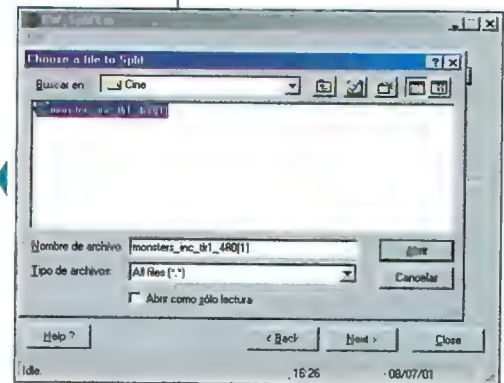 Choose a file to Split
Buscar en: Cine
monsters_inc_tlr1_480[1]
Nombre de archivo: monsters_inc_tlr1_480[1]
Tipo de archivos: All files (*.*)
Abrir
Cancelar
Abrir como sólo lectura
Help ?
< Back
Next >
Close
Idle.
16:26
08/07/01